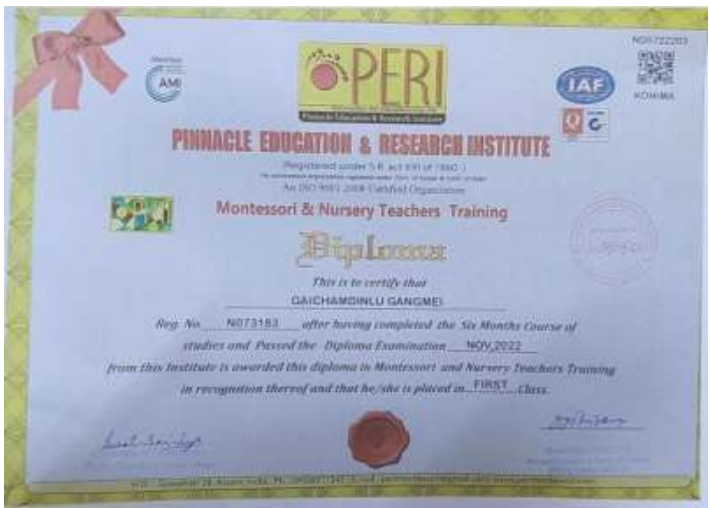 NDS722203
Member
AMI
PERI
Pinnacle Education & Research Institute
IAF
KOHIMA
Q
PINNACLE EDUCATION & RESEARCH INSTITUTE
(Registered under S.R. act XXI of 1860 )
An ISO 9001:2008 Certified Organization
Montessori & Nursery Teachers Training
Diploma
This is to certify that
GAICHAMDINLU GANGMEI
Reg. No. N073183 after having completed the Six Months Course of
studies and Passed the Diploma Examination NOV,2022
from this Institute is awarded this diploma in Montessori and Nursery Teachers Training
in recognition thereof and that he/she is placed in FIRST Class.